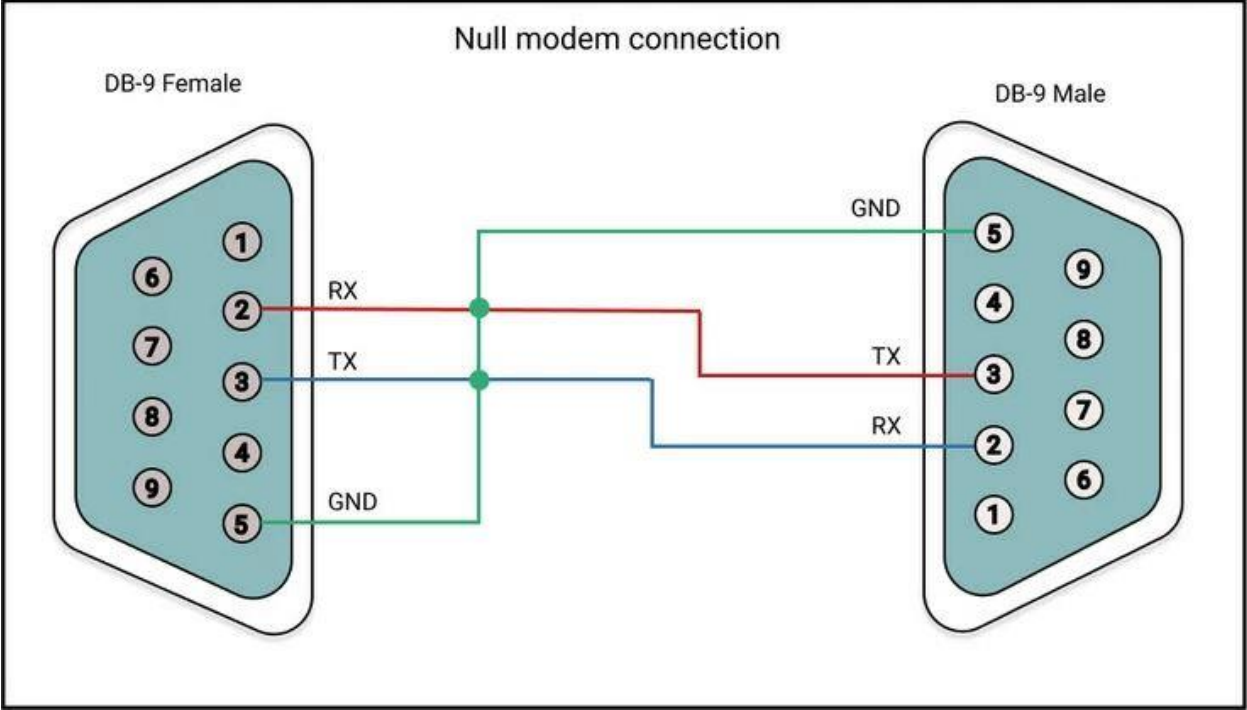 Null modem connection
DB-9 Female
DB-9 Male
1
6
2
7
3
8
4
9
5
RX
TX
GND
GND
TX
RX
5
9
4
8
3
7
2
6
1